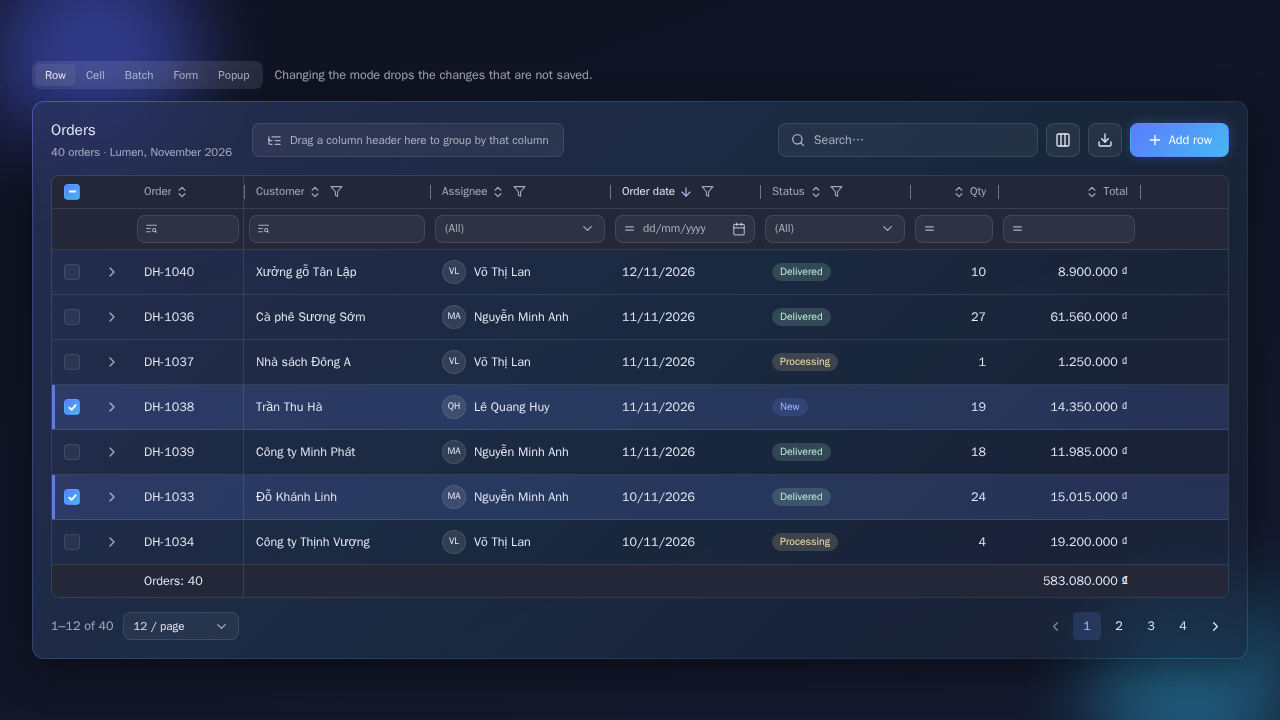 Row Cell Batch Form Popup Changing the mode drops the changes that are not saved.
Orders
40 orders · Lumen, November 2026
Drag a column header here to group by that column
Search···
Add row
Order Customer Assignee Order date Status Qty Total
(All) = dd/mm/yyyy (All) = =
DH-1040 Xưởng gỗ Tân Lập VL Võ Thị Lan 12/11/2026 Delivered 10 8.900.000 ₫
DH-1036 Cà phê Sương Sớm MA Nguyễn Minh Anh 11/11/2026 Delivered 27 61.560.000 ₫
DH-1037 Nhà sách Đông A VL Võ Thị Lan 11/11/2026 Processing 1 1.250.000 ₫
DH-1038 Trần Thu Hà QH Lê Quang Huy 11/11/2026 New 19 14.350.000 ₫
DH-1039 Công ty Minh Phát MA Nguyễn Minh Anh 11/11/2026 Delivered 18 11.985.000 ₫
DH-1033 Đỗ Khánh Linh MA Nguyễn Minh Anh 10/11/2026 Delivered 24 15.015.000 ₫
DH-1034 Công ty Thịnh Vượng VL Võ Thị Lan 10/11/2026 Processing 4 19.200.000 ₫
Orders: 40 583.080.000 ₫
1–12 of 40 12 / page 1 2 3 4